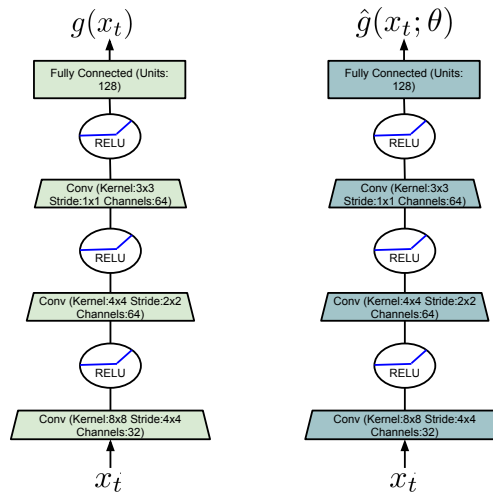 g(x_t)
Fully Connected (Units:
128)
RELU
Conv (Kernel:3x3
Stride:1x1 Channels:64)
RELU
Conv (Kernel:4x4 Stride:2x2
Channels:64)
RELU
Conv (Kernel:8x8 Stride:4x4
Channels:32)
x_t
ĝ(x_t; θ)
Fully Connected (Units:
128)
RELU
Conv (Kernel:3x3
Stride:1x1 Channels:64)
RELU
Conv (Kernel:4x4 Stride:2x2
Channels:64)
RELU
Conv (Kernel:8x8 Stride:4x4
Channels:32)
x_t